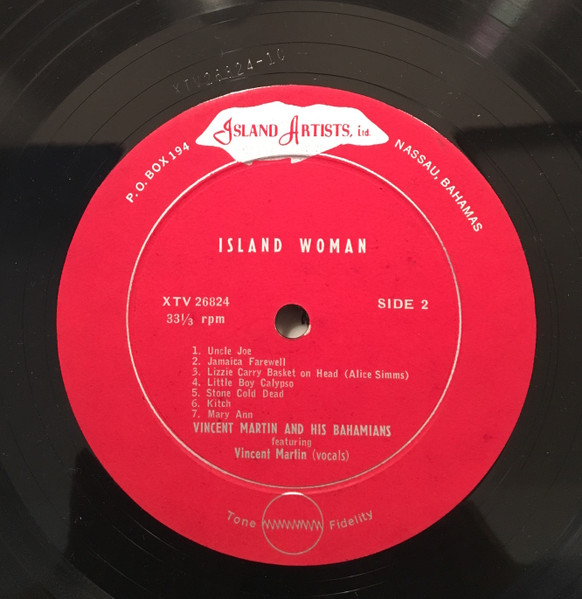 XTV26824-1C
ISLAND ARTISTS, Ltd.
P.O. BOX 194
NASSAU, BAHAMAS
ISLAND WOMAN
XTV 26824
SIDE 2
33⅓ rpm
1. Uncle Joe
2. Jamaica Farewell
3. Lizzie Carry Basket on Head (Alice Simms)
4. Little Boy Calypso
5. Stone Cold Dead
6. Kitch
7. Mary Ann
VINCENT MARTIN AND HIS BAHAMIANS
featuring
Vincent Martin (vocals)
Tone Fidelity